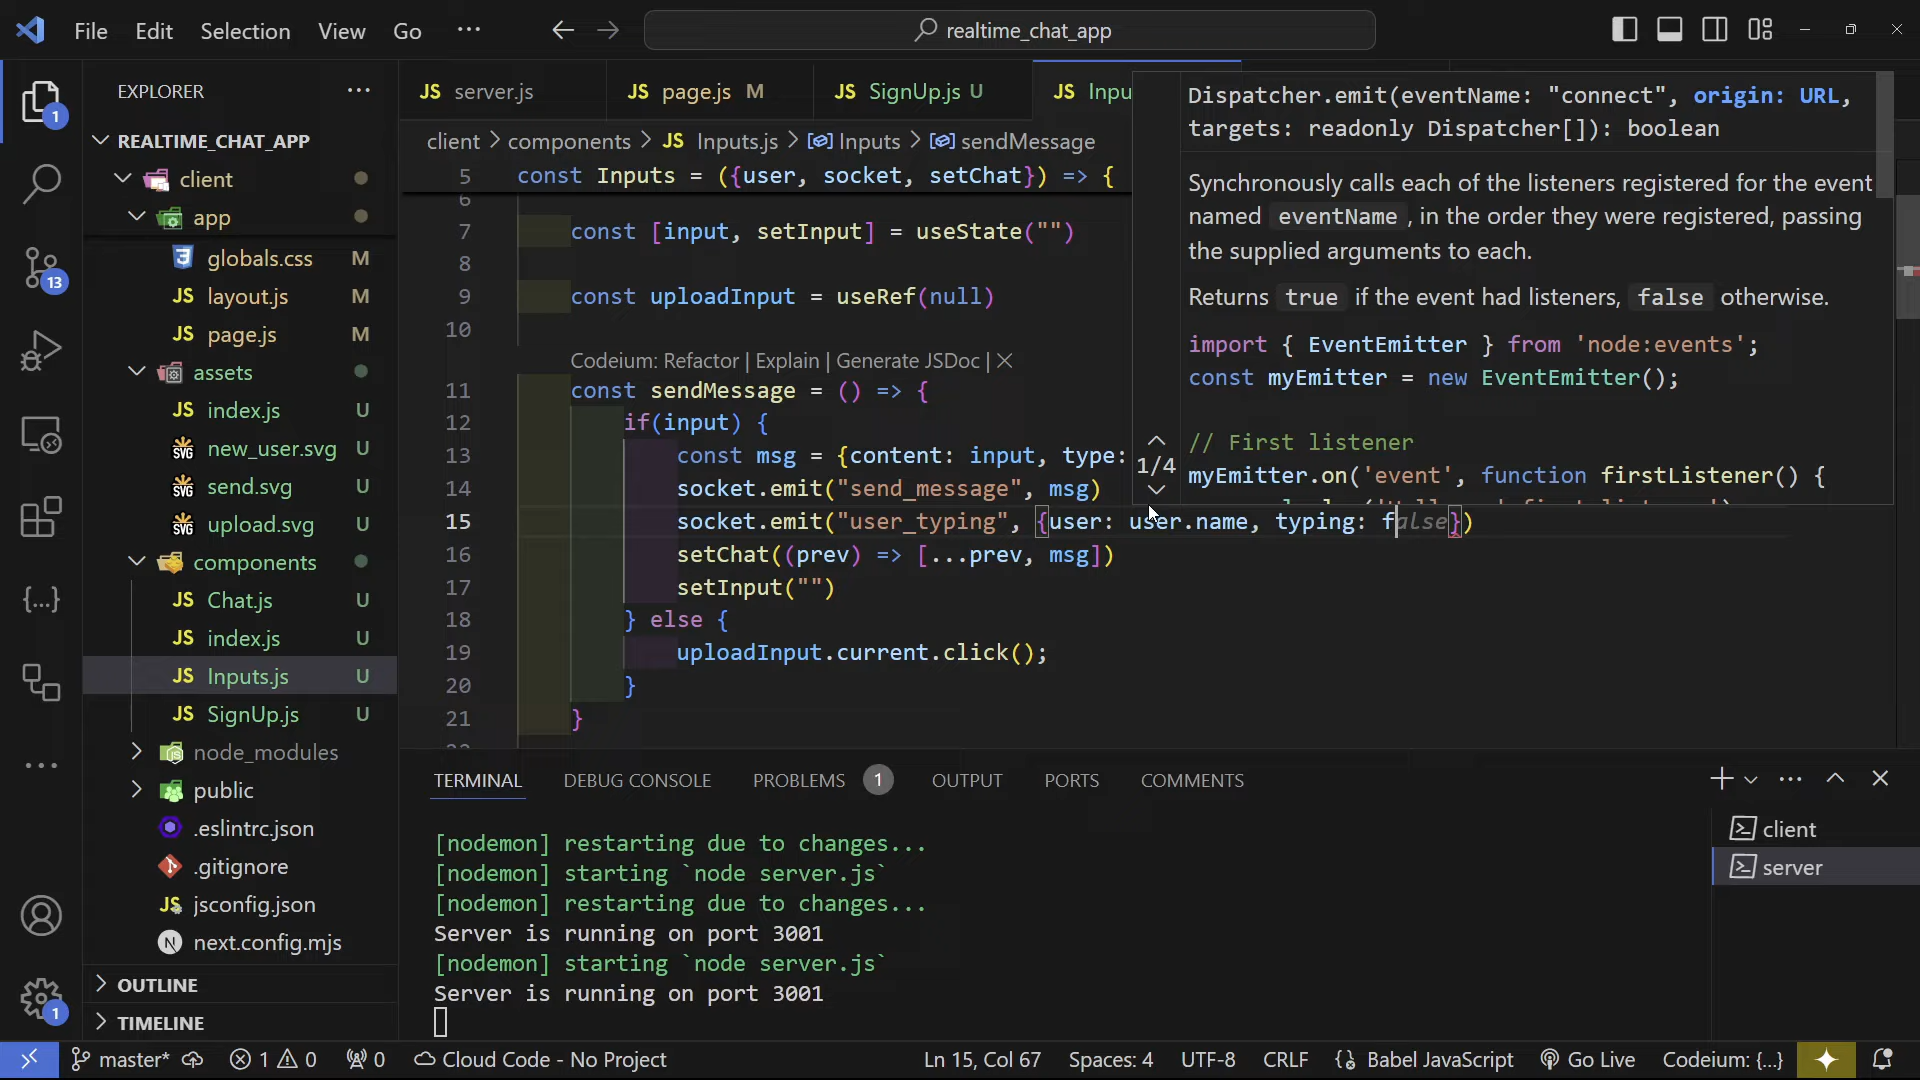 File Edit Selection View Go ··· realtime_chat_app
EXPLORER ···
REALTIME_CHAT_APP
client
app
globals.css M
layout.js M
page.js M
assets
index.js U
new_user.svg U
send.svg U
upload.svg U
components
Chat.js U
index.js U
Inputs.js U
SignUp.js U
node_modules
public
.eslintrc.json
.gitignore
jsconfig.json
next.config.mjs
OUTLINE
TIMELINE
1
13
1
JS server.js JS page.js M JS SignUp.js U JS Inpu
client > components > JS Inputs.js > Inputs > sendMessage
5 const Inputs = ({user, socket, setChat}) => {
6
7 const [input, setInput] = useState("")
8
9 const uploadInput = useRef(null)
10
Codeium: Refactor | Explain | Generate JSDoc | ×
11 const sendMessage = () => {
12 if(input) {
13 const msg = {content: input, type:
14 socket.emit("send_message", msg)
15 socket.emit("user_typing", {user: user.name, typing: false})
16 setChat((prev) => [...prev, msg])
17 setInput("")
18 } else {
19 uploadInput.current.click();
20 }
21 }
Dispatcher.emit(eventName: "connect", origin: URL,
targets: readonly Dispatcher[]): boolean
Synchronously calls each of the listeners registered for the event
named eventName, in the order they were registered, passing
the supplied arguments to each.
Returns true if the event had listeners, false otherwise.
import { EventEmitter } from 'node:events';
const myEmitter = new EventEmitter();
// First listener
myEmitter.on('event', function firstListener() {
1/4
TERMINAL DEBUG CONSOLE PROBLEMS 1 OUTPUT PORTS COMMENTS
[nodemon] restarting due to changes...
[nodemon] starting `node server.js`
[nodemon] restarting due to changes...
Server is running on port 3001
[nodemon] starting `node server.js`
Server is running on port 3001
client
server
master* 1 0 0 Cloud Code - No Project Ln 15, Col 67 Spaces: 4 UTF-8 CRLF Babel JavaScript Go Live Codeium: {...}